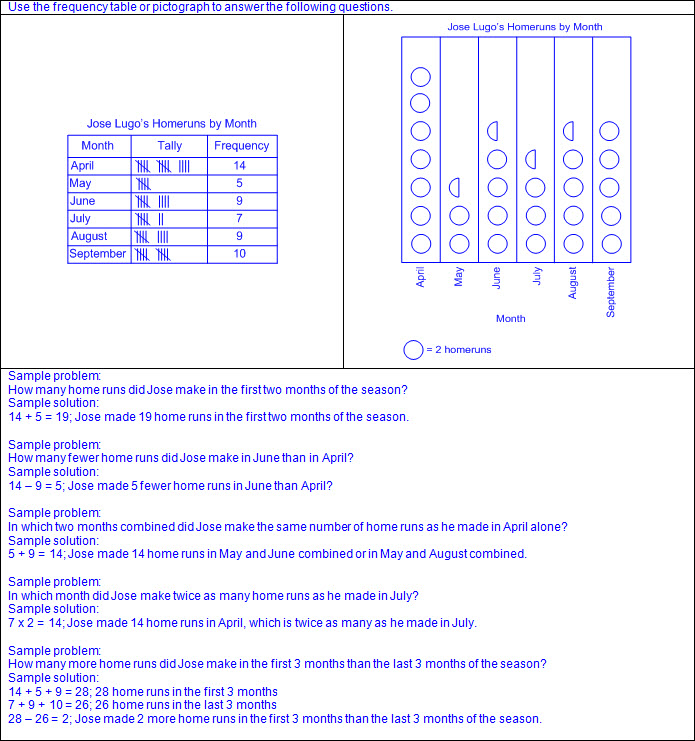 Use the frequency table or pictograph to answer the following questions.
Jose Lugo's Homeruns by Month
Month Tally Frequency
April 14
May 5
June 9
July 7
August 9
September 10
Jose Lugo's Homeruns by Month
April May June July August September
Month
= 2 homeruns
Sample problem:
How many home runs did Jose make in the first two months of the season?
Sample solution:
14 + 5 = 19; Jose made 19 home runs in the first two months of the season.
Sample problem:
How many fewer home runs did Jose make in June than in April?
Sample solution:
14 – 9 = 5; Jose made 5 fewer home runs in June than April?
Sample problem:
In which two months combined did Jose make the same number of home runs as he made in April alone?
Sample solution:
5 + 9 = 14; Jose made 14 home runs in May and June combined or in May and August combined.
Sample problem:
In which month did Jose make twice as many home runs as he made in July?
Sample solution:
7 x 2 = 14; Jose made 14 home runs in April, which is twice as many as he made in July.
Sample problem:
How many more home runs did Jose make in the first 3 months than the last 3 months of the season?
Sample solution:
14 + 5 + 9 = 28; 28 home runs in the first 3 months
7 + 9 + 10 = 26; 26 home runs in the last 3 months
28 – 26 = 2; Jose made 2 more home runs in the first 3 months than the last 3 months of the season.